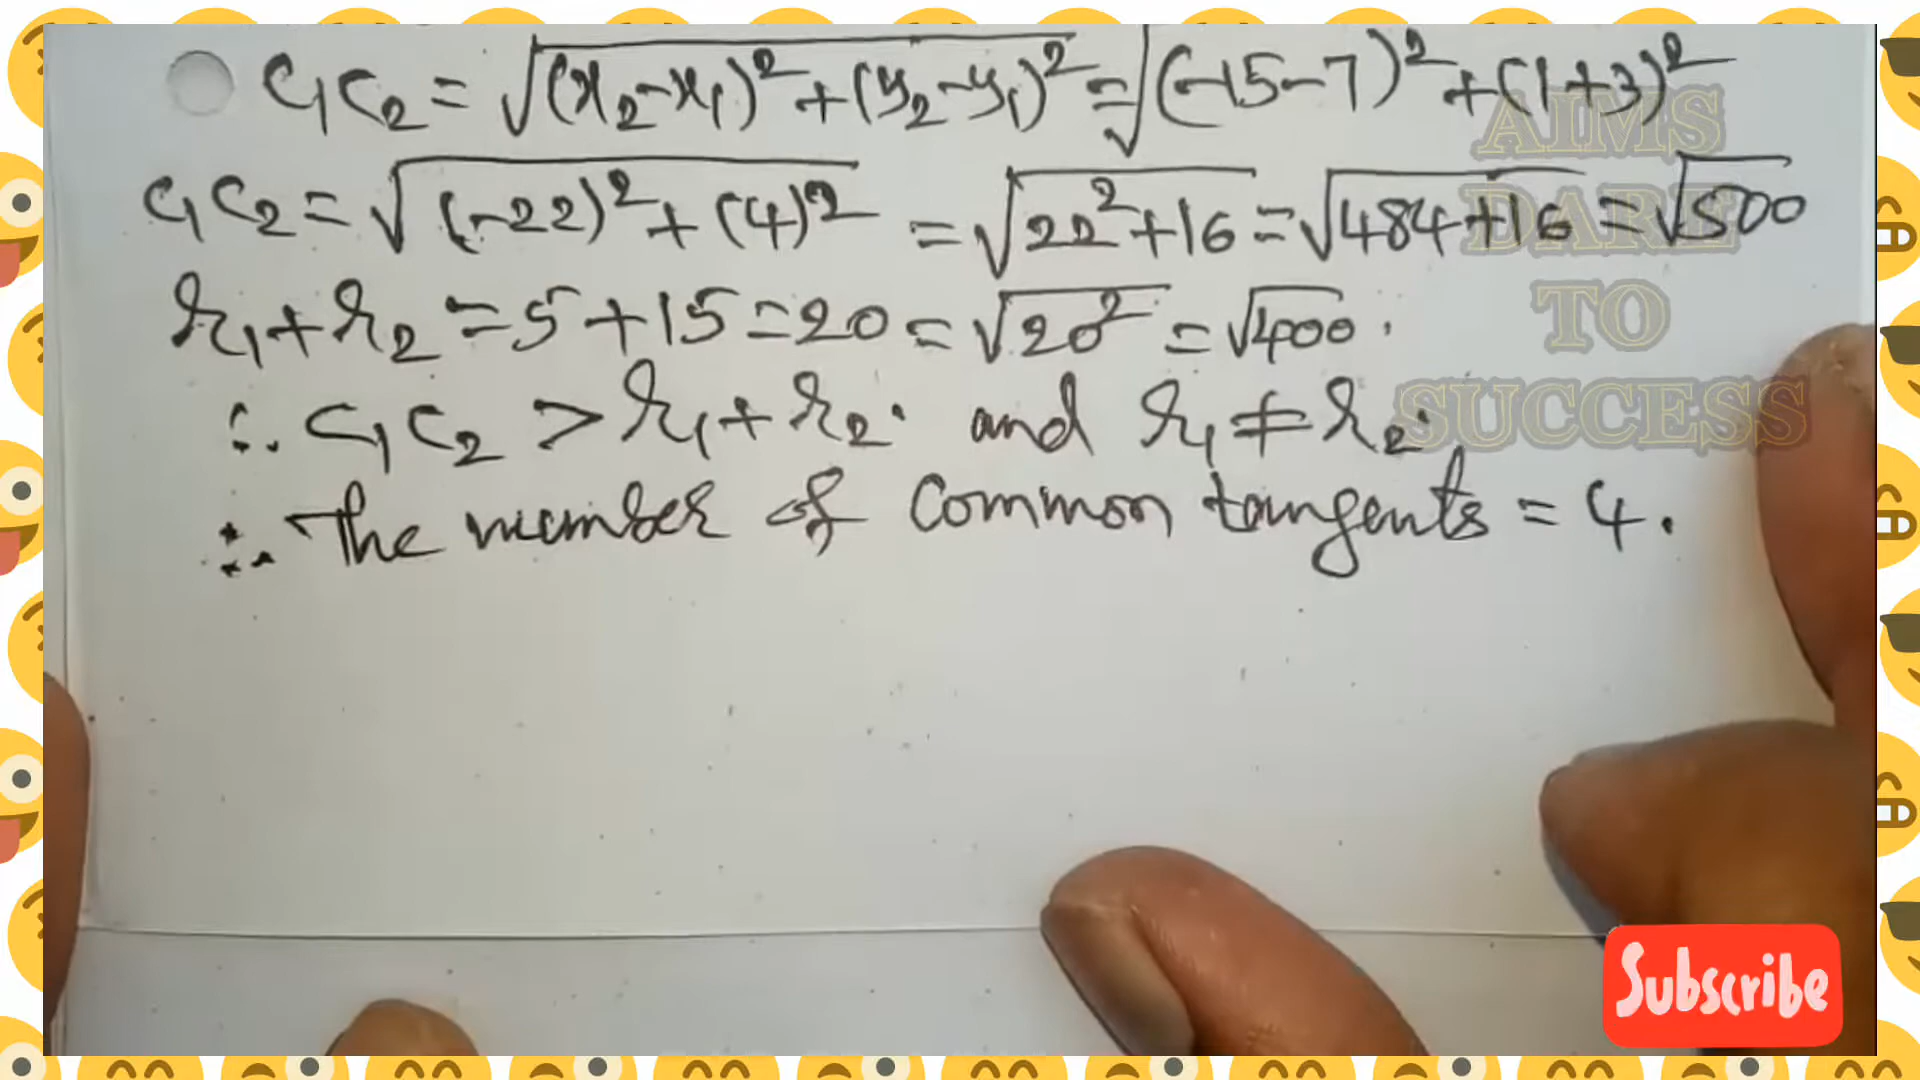 C₁C₂ = √(x₂-x₁)²+(y₂-y₁)² = √(-15-7)²+(1+3)²
C₁C₂ = √(-22)²+(4)² = √22²+16 = √484+16 = √500
r₁+r₂ = 5+15 = 20 = √20² = √400.
∴ C₁C₂ > r₁+r₂. and r₁≠r₂.
∴ The number of common tangents = 4.
AIMS
DARE
TO
SUCCESS
Subscribe